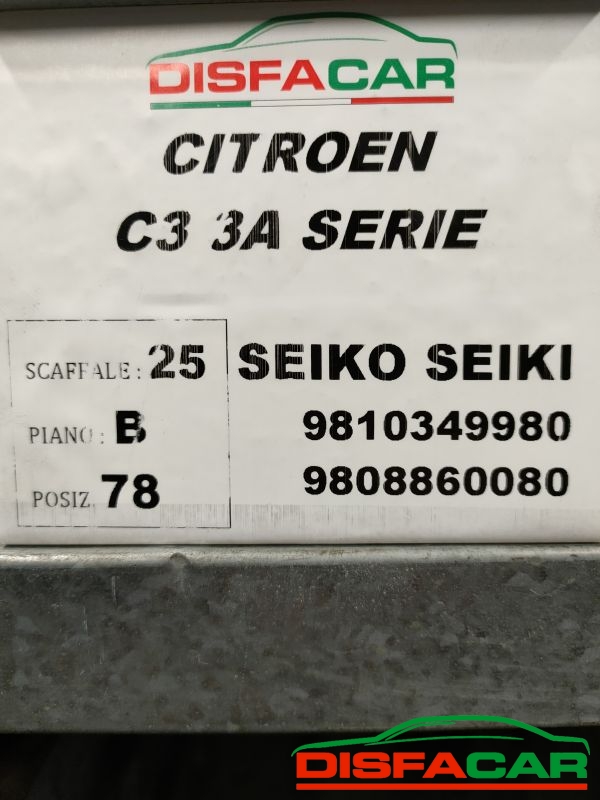 DISFACAR
CITROEN
C3 3A SERIE
SCAFFALE: 25 SEIKO SEIKI
PIANO: B 9810349980
POSIZ. 78 9808860080
DISFACAR